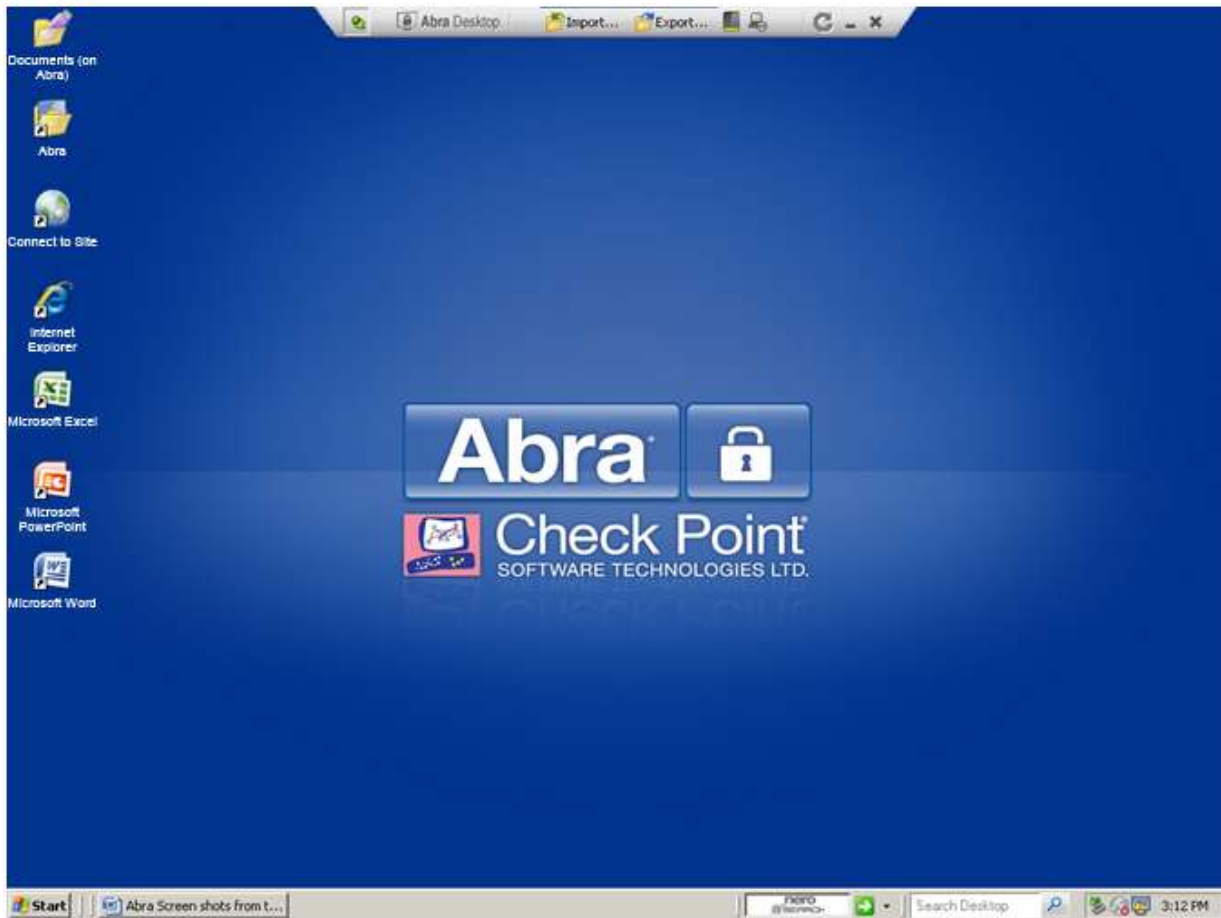 Abra Desktop Import... Export...
Documents (on
Abra)
Abra
Connect to Site
Internet
Explorer
Microsoft Excel
Microsoft
PowerPoint
Microsoft Word
Abra
Check Point
SOFTWARE TECHNOLOGIES LTD.
Start Abra Screen shots from t... nero Search Desktop 3:12 PM